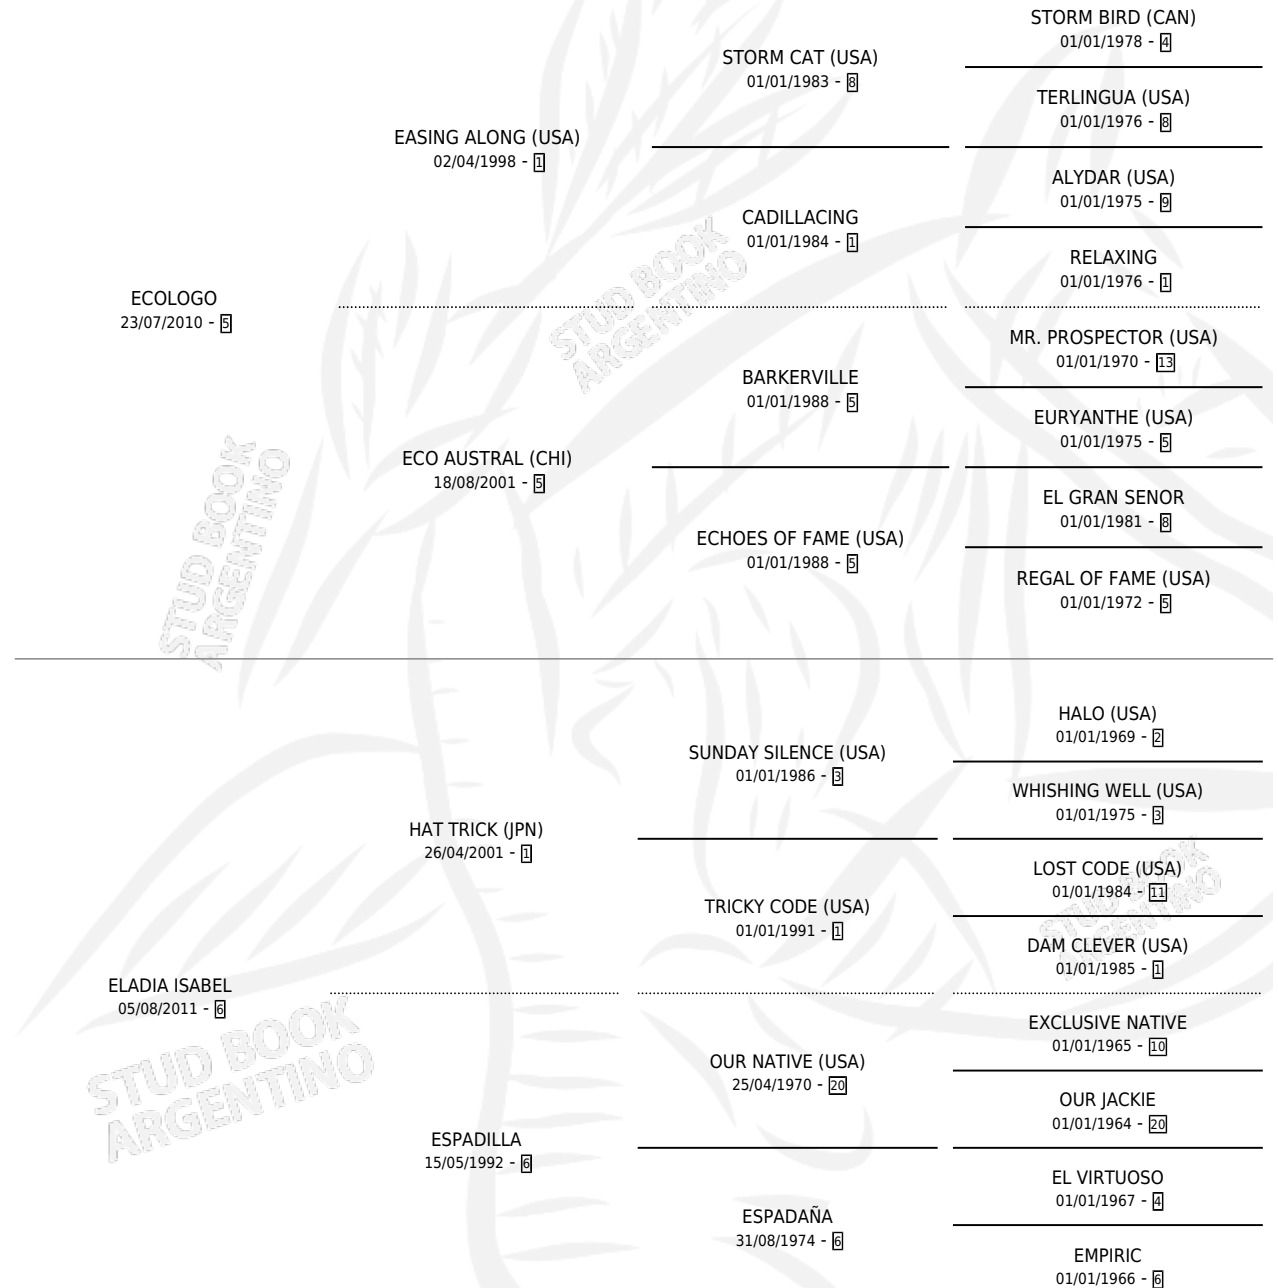 STORM BIRD (CAN)
01/01/1978 - 4
STORM CAT (USA)
01/01/1983 - 8
TERLINGUA (USA)
01/01/1976 - 8
EASING ALONG (USA)
02/04/1998 - 1
ALYDAR (USA)
01/01/1975 - 9
CADILLACING
01/01/1984 - 1
RELAXING
01/01/1976 - 1
ECOLOGO
23/07/2010 - 5
MR. PROSPECTOR (USA)
01/01/1970 - 13
BARKERVILLE
01/01/1988 - 5
EURYANTHE (USA)
01/01/1975 - 5
ECO AUSTRAL (CHI)
18/08/2001 - 5
EL GRAN SENOR
01/01/1981 - 8
ECHOES OF FAME (USA)
01/01/1988 - 5
REGAL OF FAME (USA)
01/01/1972 - 5
HALO (USA)
01/01/1969 - 2
SUNDAY SILENCE (USA)
01/01/1986 - 3
WHISHING WELL (USA)
01/01/1975 - 3
HAT TRICK (JPN)
26/04/2001 - 1
LOST CODE (USA)
01/01/1984 - 11
TRICKY CODE (USA)
01/01/1991 - 1
DAM CLEVER (USA)
01/01/1985 - 1
ELADIA ISABEL
05/08/2011 - 6
EXCLUSIVE NATIVE
01/01/1965 - 10
OUR NATIVE (USA)
25/04/1970 - 20
OUR JACKIE
01/01/1964 - 20
ESPADILLA
15/05/1992 - 6
EL VIRTUOSO
01/01/1967 - 4
ESPADAÑA
31/08/1974 - 6
EMPIRIC
01/01/1966 - 6
STUD BOOK
ARGENTINO
STUD BOOK
ARGENTINO
STUD BOOK
ARGENTINO
STUD BOOK
ARGENTINO